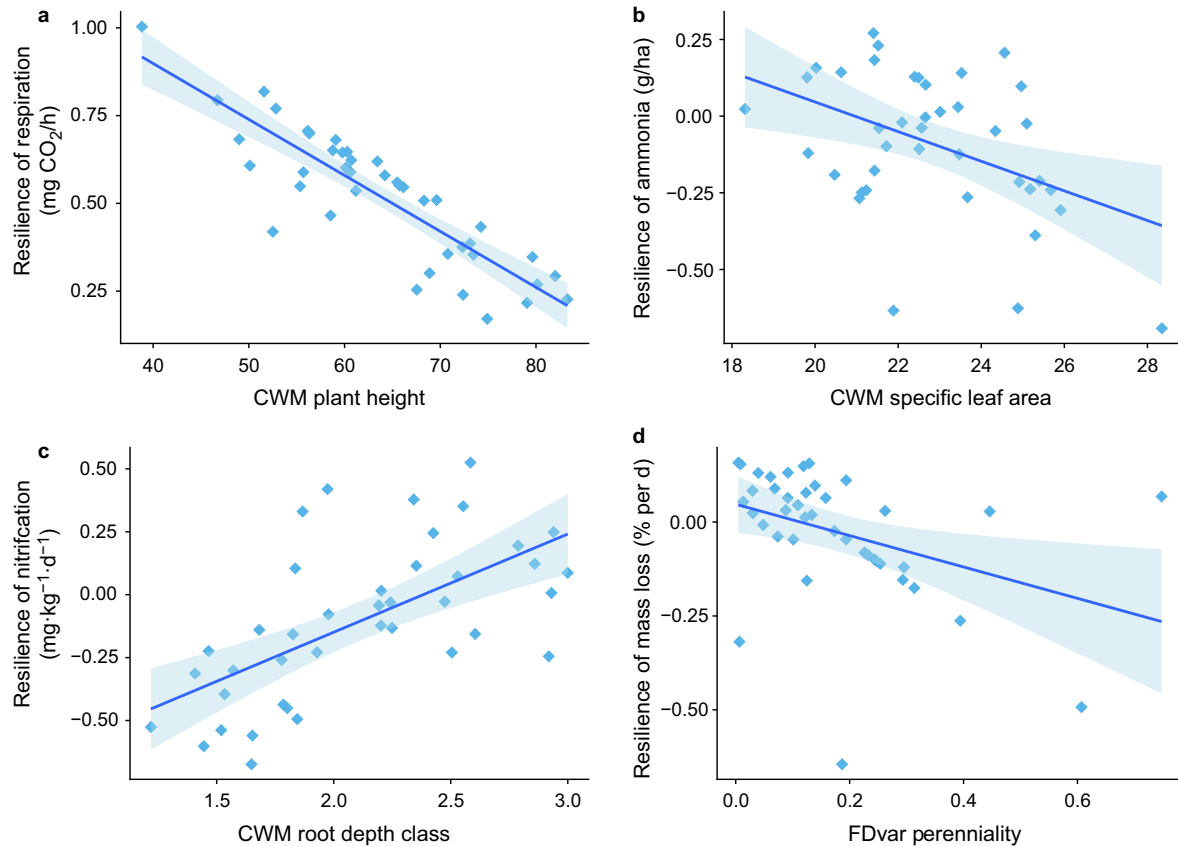 a
Resilience of respiration
(mg CO₂/h)
1.00
0.75
0.50
0.25
40 50 60 70 80
CWM plant height
b
Resilience of ammonia (g/ha)
0.25
0.00
−0.25
−0.50
18 20 22 24 26 28
CWM specific leaf area
c
Resilience of nitrifcation
(mg·kg⁻¹·d⁻¹)
0.50
0.25
0.00
−0.25
−0.50
1.5 2.0 2.5 3.0
CWM root depth class
d
Resilience of mass loss (% per d)
0.00
−0.25
−0.50
0.0 0.2 0.4 0.6
FDvar perenniality